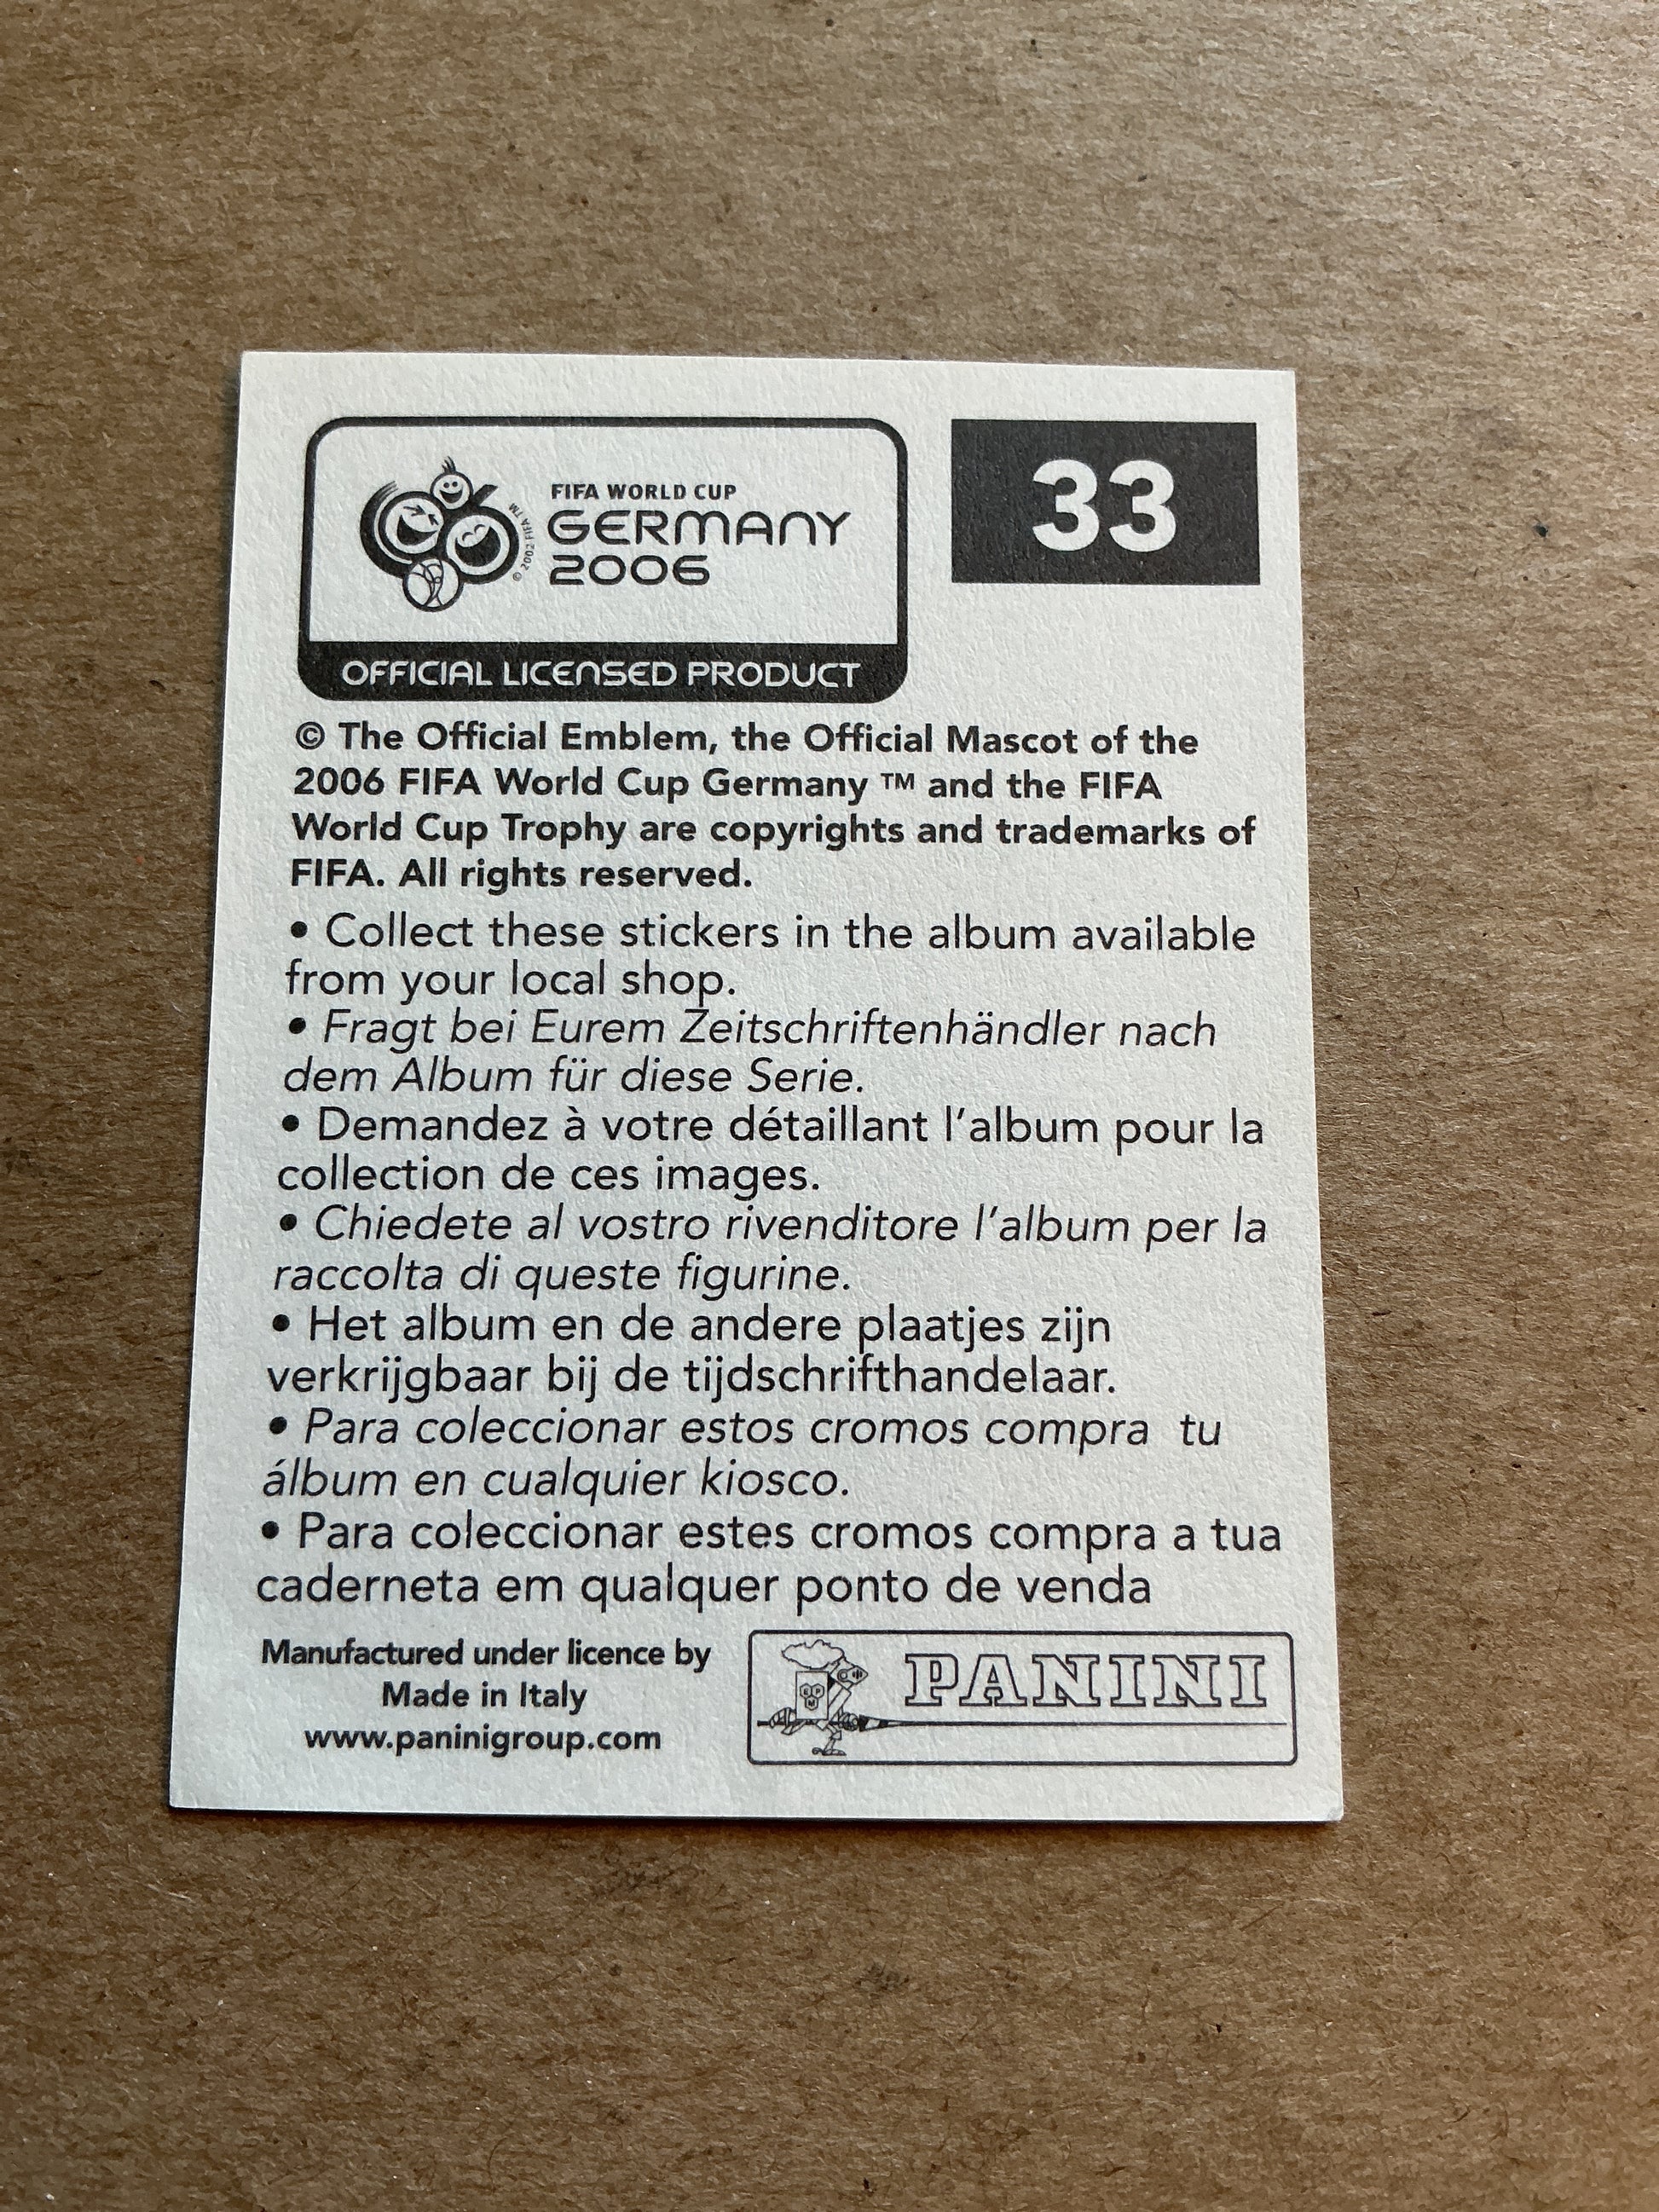 FIFA WORLD CUP
GERMANY
2006
© 2002 FIFA TM
33
OFFICIAL LICENSED PRODUCT
© The Official Emblem, the Official Mascot of the
2006 FIFA World Cup Germany ™ and the FIFA
World Cup Trophy are copyrights and trademarks of
FIFA. All rights reserved.
• Collect these stickers in the album available
from your local shop.
• Fragt bei Eurem Zeitschriftenhändler nach
dem Album für diese Serie.
• Demandez à votre détaillant l'album pour la
collection de ces images.
• Chiedete al vostro rivenditore l'album per la
raccolta di queste figurine.
• Het album en de andere plaatjes zijn
verkrijgbaar bij de tijdschrifthandelaar.
• Para coleccionar estos cromos compra  tu
álbum en cualquier kiosco.
• Para coleccionar estes cromos compra a tua
caderneta em qualquer ponto de venda
Manufactured under licence by
Made in Italy
www.paninigroup.com
PANINI